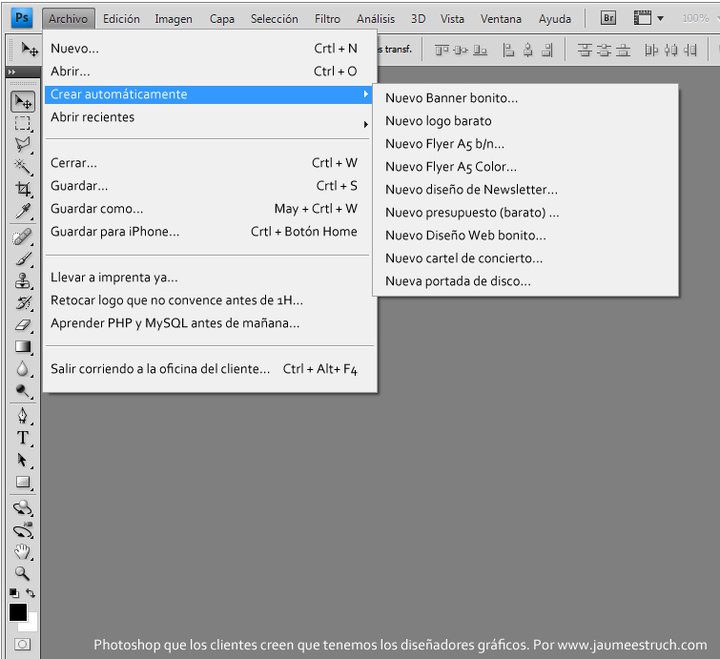 Ps Archivo Edición Imagen Capa Selección Filtro Análisis 3D Vista Ventana Ayuda Br 100%
s transf.
Nuevo... Crtl + N
Abrir... Ctrl + O
Crear automáticamente
Abrir recientes
Cerrar... Crtl + W
Guardar... Crtl + S
Guardar como... May + Crtl + W
Guardar para iPhone... Crtl + Botón Home
Llevar a imprenta ya...
Retocar logo que no convence antes de 1H...
Aprender PHP y MySQL antes de mañana...
Salir corriendo a la oficina del cliente... Ctrl + Alt+ F4
Nuevo Banner bonito...
Nuevo logo barato
Nuevo Flyer A5 b/n...
Nuevo Flyer A5 Color...
Nuevo diseño de Newsletter...
Nuevo presupuesto (barato) ...
Nuevo Diseño Web bonito...
Nuevo cartel de concierto...
Nueva portada de disco...
T
Photoshop que los clientes creen que tenemos los diseñadores gráficos. Por www.jaumeestruch.com